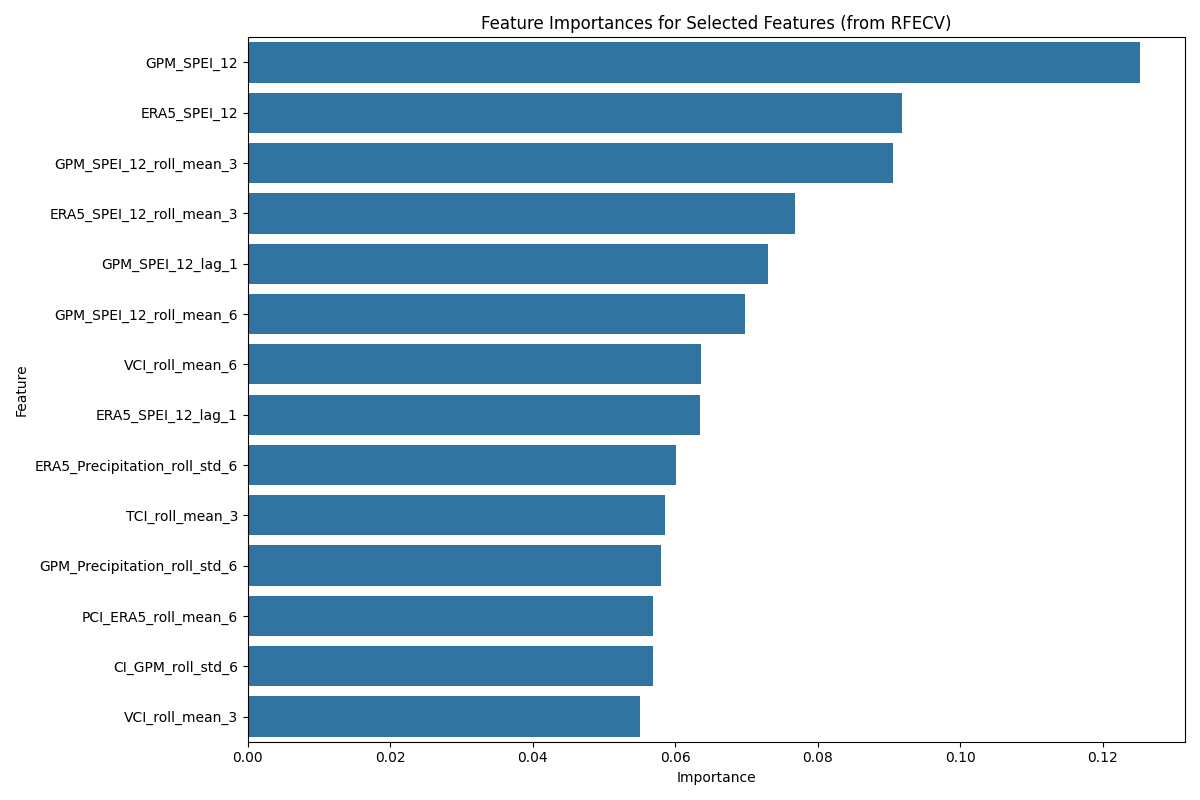 Feature Importances for Selected Features (from RFECV)
Feature
GPM_SPEI_12
ERA5_SPEI_12
GPM_SPEI_12_roll_mean_3
ERA5_SPEI_12_roll_mean_3
GPM_SPEI_12_lag_1
GPM_SPEI_12_roll_mean_6
VCI_roll_mean_6
ERA5_SPEI_12_lag_1
ERA5_Precipitation_roll_std_6
TCI_roll_mean_3
GPM_Precipitation_roll_std_6
PCI_ERA5_roll_mean_6
CI_GPM_roll_std_6
VCI_roll_mean_3
0.00 0.02 0.04 0.06 0.08 0.10 0.12
Importance